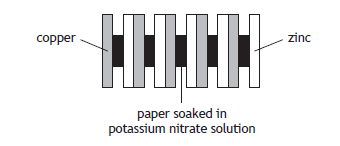 copper
zinc
paper soaked in
potassium nitrate solution